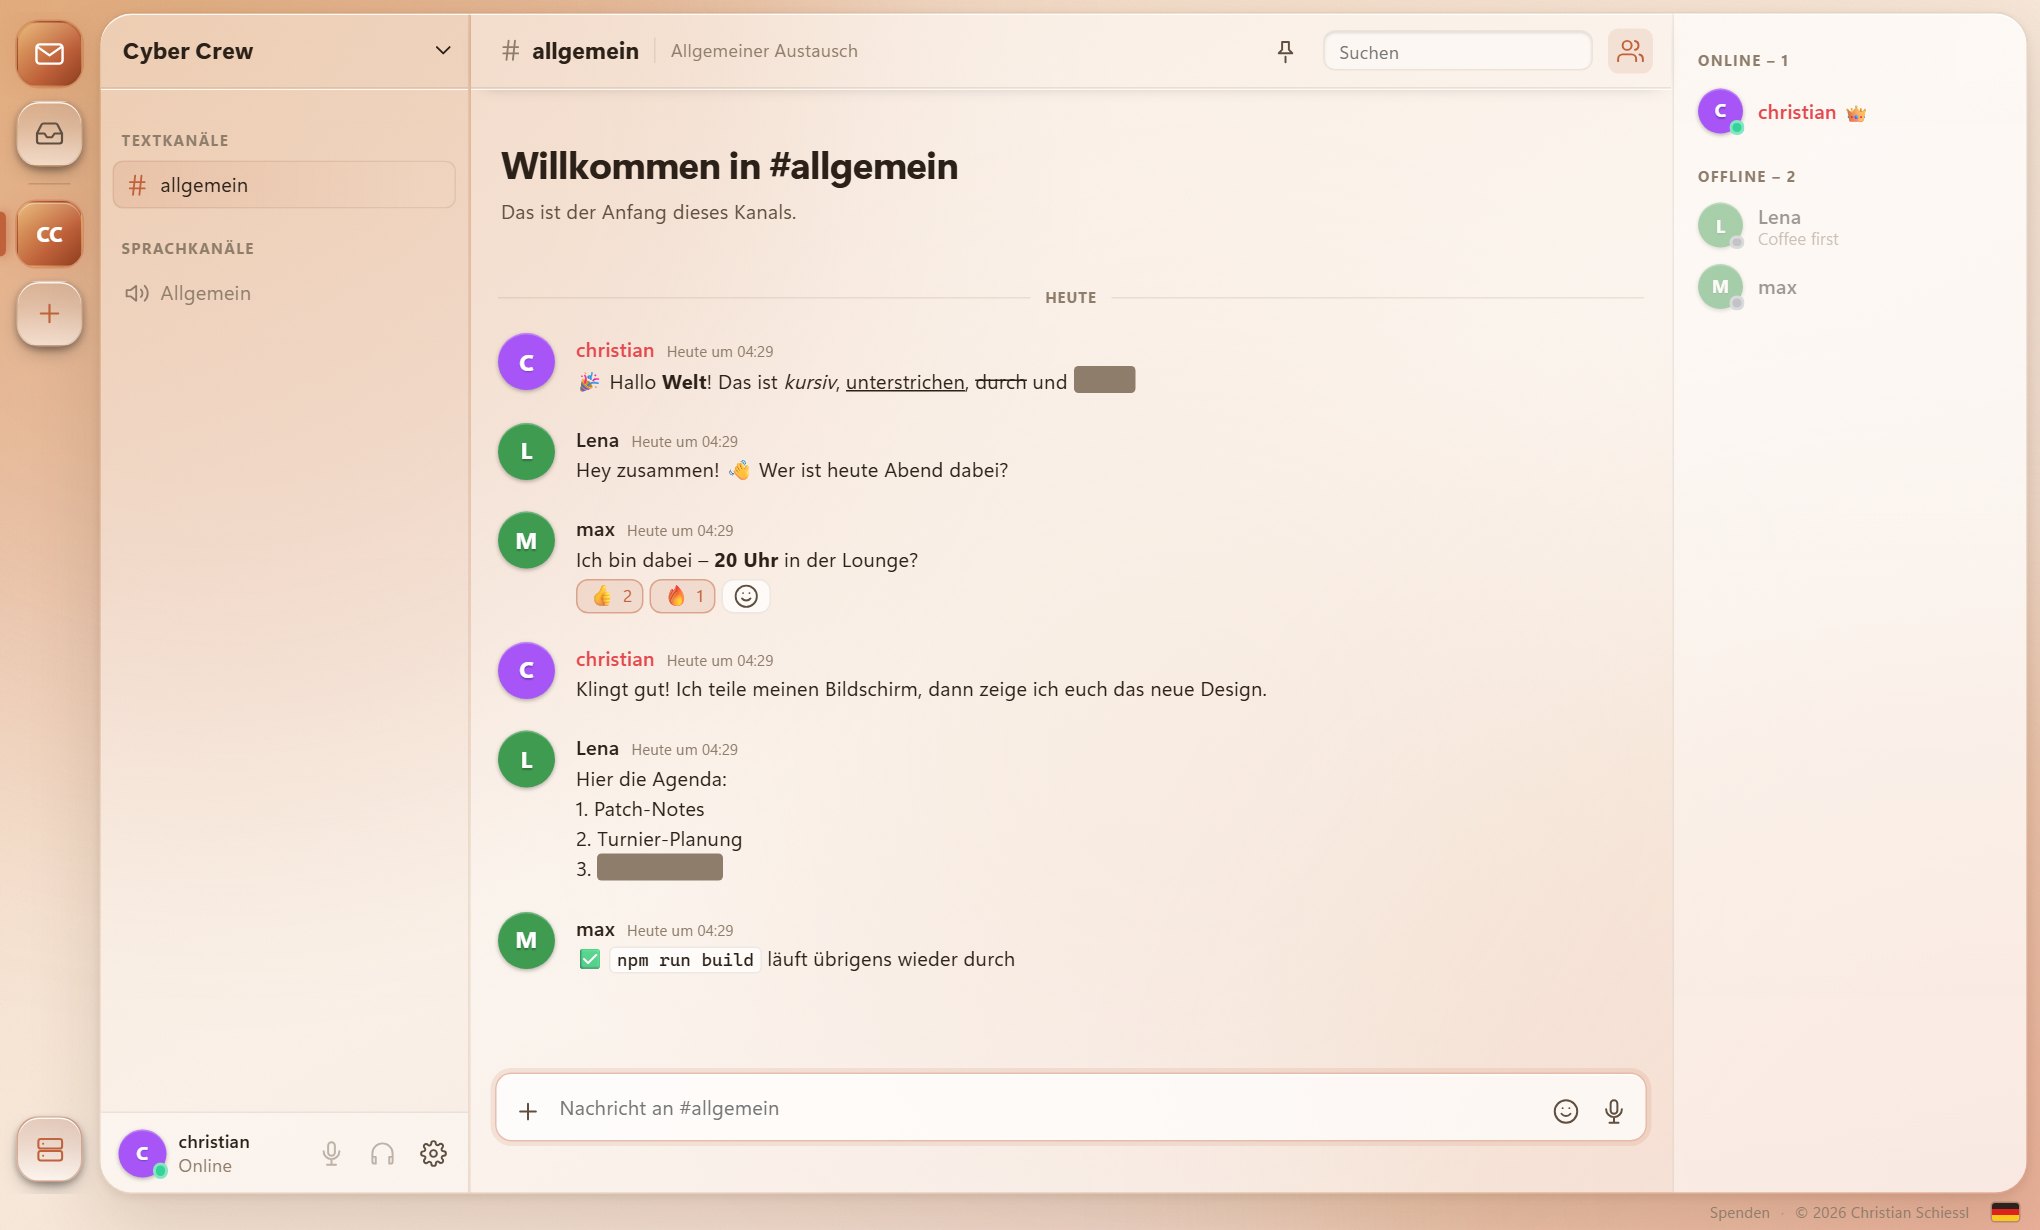 Cyber Crew
TEXTKANÄLE
# allgemein
SPRACHKANÄLE
Allgemein
CC
christian
Online
# allgemein
Allgemeiner Austausch
Suchen
Willkommen in #allgemein
Das ist der Anfang dieses Kanals.
HEUTE
C
christian Heute um 04:29
🎉 Hallo Welt! Das ist kursiv, unterstrichen, durch und
L
Lena Heute um 04:29
Hey zusammen! 👋 Wer ist heute Abend dabei?
M
max Heute um 04:29
Ich bin dabei – 20 Uhr in der Lounge?
👍 2 🔥 1
C
christian Heute um 04:29
Klingt gut! Ich teile meinen Bildschirm, dann zeige ich euch das neue Design.
L
Lena Heute um 04:29
Hier die Agenda:
1. Patch-Notes
2. Turnier-Planung
3.
M
max Heute um 04:29
✅ npm run build läuft übrigens wieder durch
Nachricht an #allgemein
C
ONLINE – 1
C
christian
OFFLINE – 2
L
Lena
Coffee first
M
max
Spenden · © 2026 Christian Schiessl